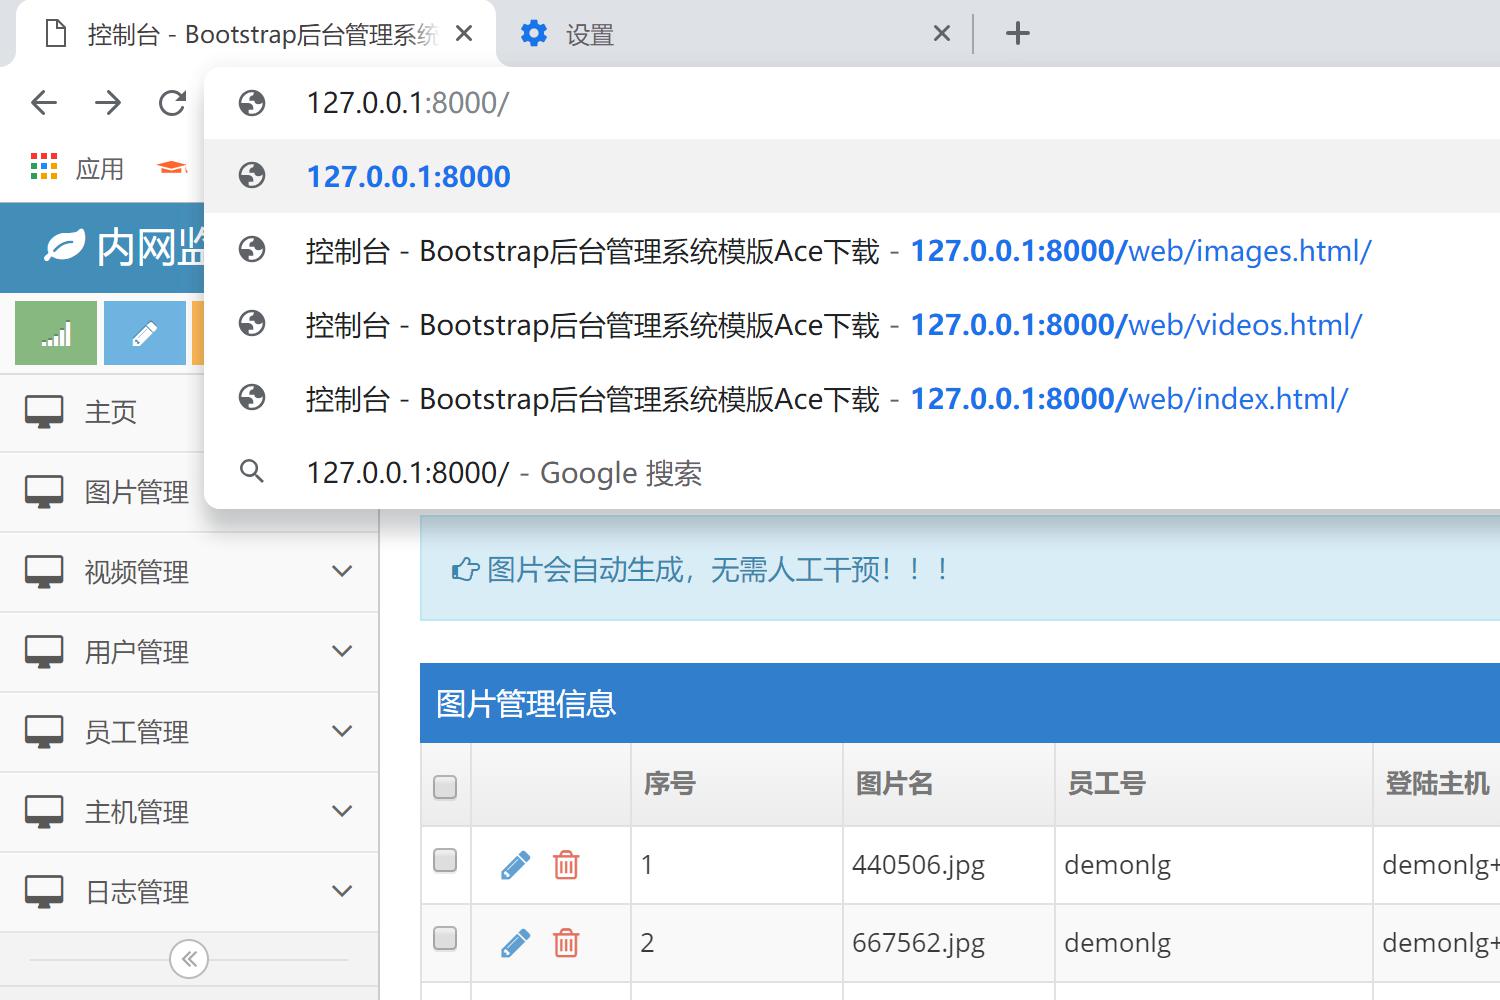 控制台 - Bootstrap后台管理系统
设置
127.0.0.1:8000/
应用
127.0.0.1:8000
内网监
控制台 - Bootstrap后台管理系统模版Ace下载 - 127.0.0.1:8000/web/images.html/
控制台 - Bootstrap后台管理系统模版Ace下载 - 127.0.0.1:8000/web/videos.html/
控制台 - Bootstrap后台管理系统模版Ace下载 - 127.0.0.1:8000/web/index.html/
127.0.0.1:8000/ - Google 搜索
主页
图片管理
视频管理
用户管理
员工管理
主机管理
日志管理
图片会自动生成，无需人工干预！！！
图片管理信息
序号 图片名 员工号 登陆主机
1 440506.jpg demonlg demonlg+
2 667562.jpg demonlg demonlg+